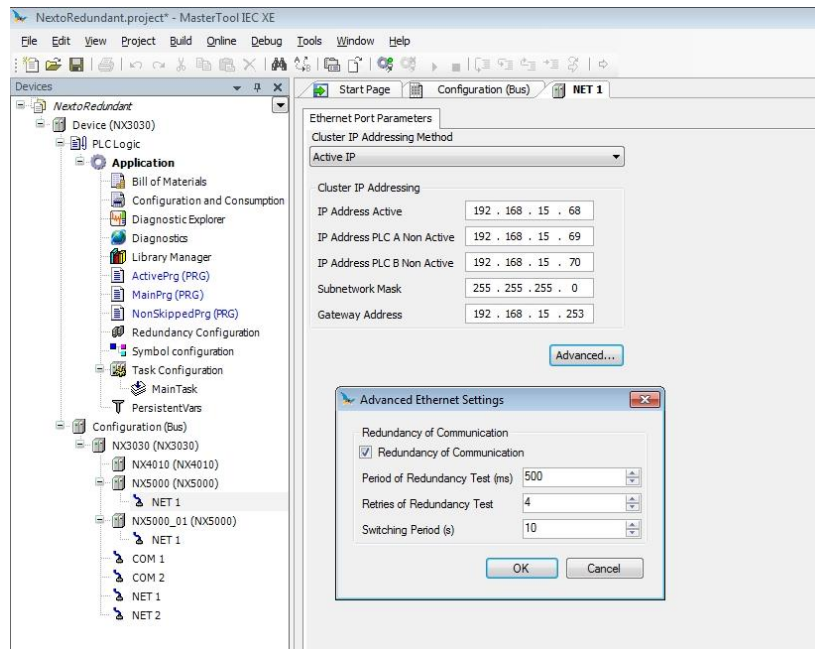 NextoRedundant.project* - MasterTool IEC XE
File Edit View Project Build Online Debug Tools Window Help
Devices
NextoRedundant
Device (NX3030)
PLC Logic
Application
Bill of Materials
Configuration and Consumption
Diagnostic Explorer
Diagnostics
Library Manager
ActivePrg (PRG)
MainPrg (PRG)
NonSkippedPrg (PRG)
Redundancy Configuration
Symbol configuration
Task Configuration
MainTask
PersistentVars
Configuration (Bus)
NX3030 (NX3030)
NX4010 (NX4010)
NX5000 (NX5000)
NET 1
NX5000_01 (NX5000)
NET 1
COM 1
COM 2
NET 1
NET 2
Start Page Configuration (Bus) NET 1
Ethernet Port Parameters
Cluster IP Addressing Method
Active IP
Cluster IP Addressing
IP Address Active 192 . 168 . 15 . 68
IP Address PLC A Non Active 192 . 168 . 15 . 69
IP Address PLC B Non Active 192 . 168 . 15 . 70
Subnetwork Mask 255 . 255 . 255 . 0
Gateway Address 192 . 168 . 15 . 253
Advanced...
Advanced Ethernet Settings
Redundancy of Communication
Redundancy of Communication
Period of Redundancy Test (ms) 500
Retries of Redundancy Test 4
Switching Period (s) 10
OK Cancel